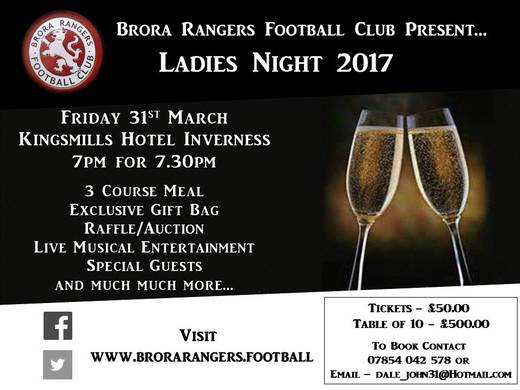 Brora Rangers Football Club Present...
Ladies Night 2017
BRORA RANGERS
FOOTBALL CLUB
Friday 31st March
Kingsmills Hotel Inverness
7pm for 7.30pm
3 Course Meal
Exclusive Gift Bag
Raffle/Auction
Live Musical Entertainment
Special Guests
and much much more...
Visit
www.brorarangers.football
Tickets - £50.00
Table of 10 - £500.00
To Book Contact
07854 042 578 or
Email – dale_john31@Hotmail.com